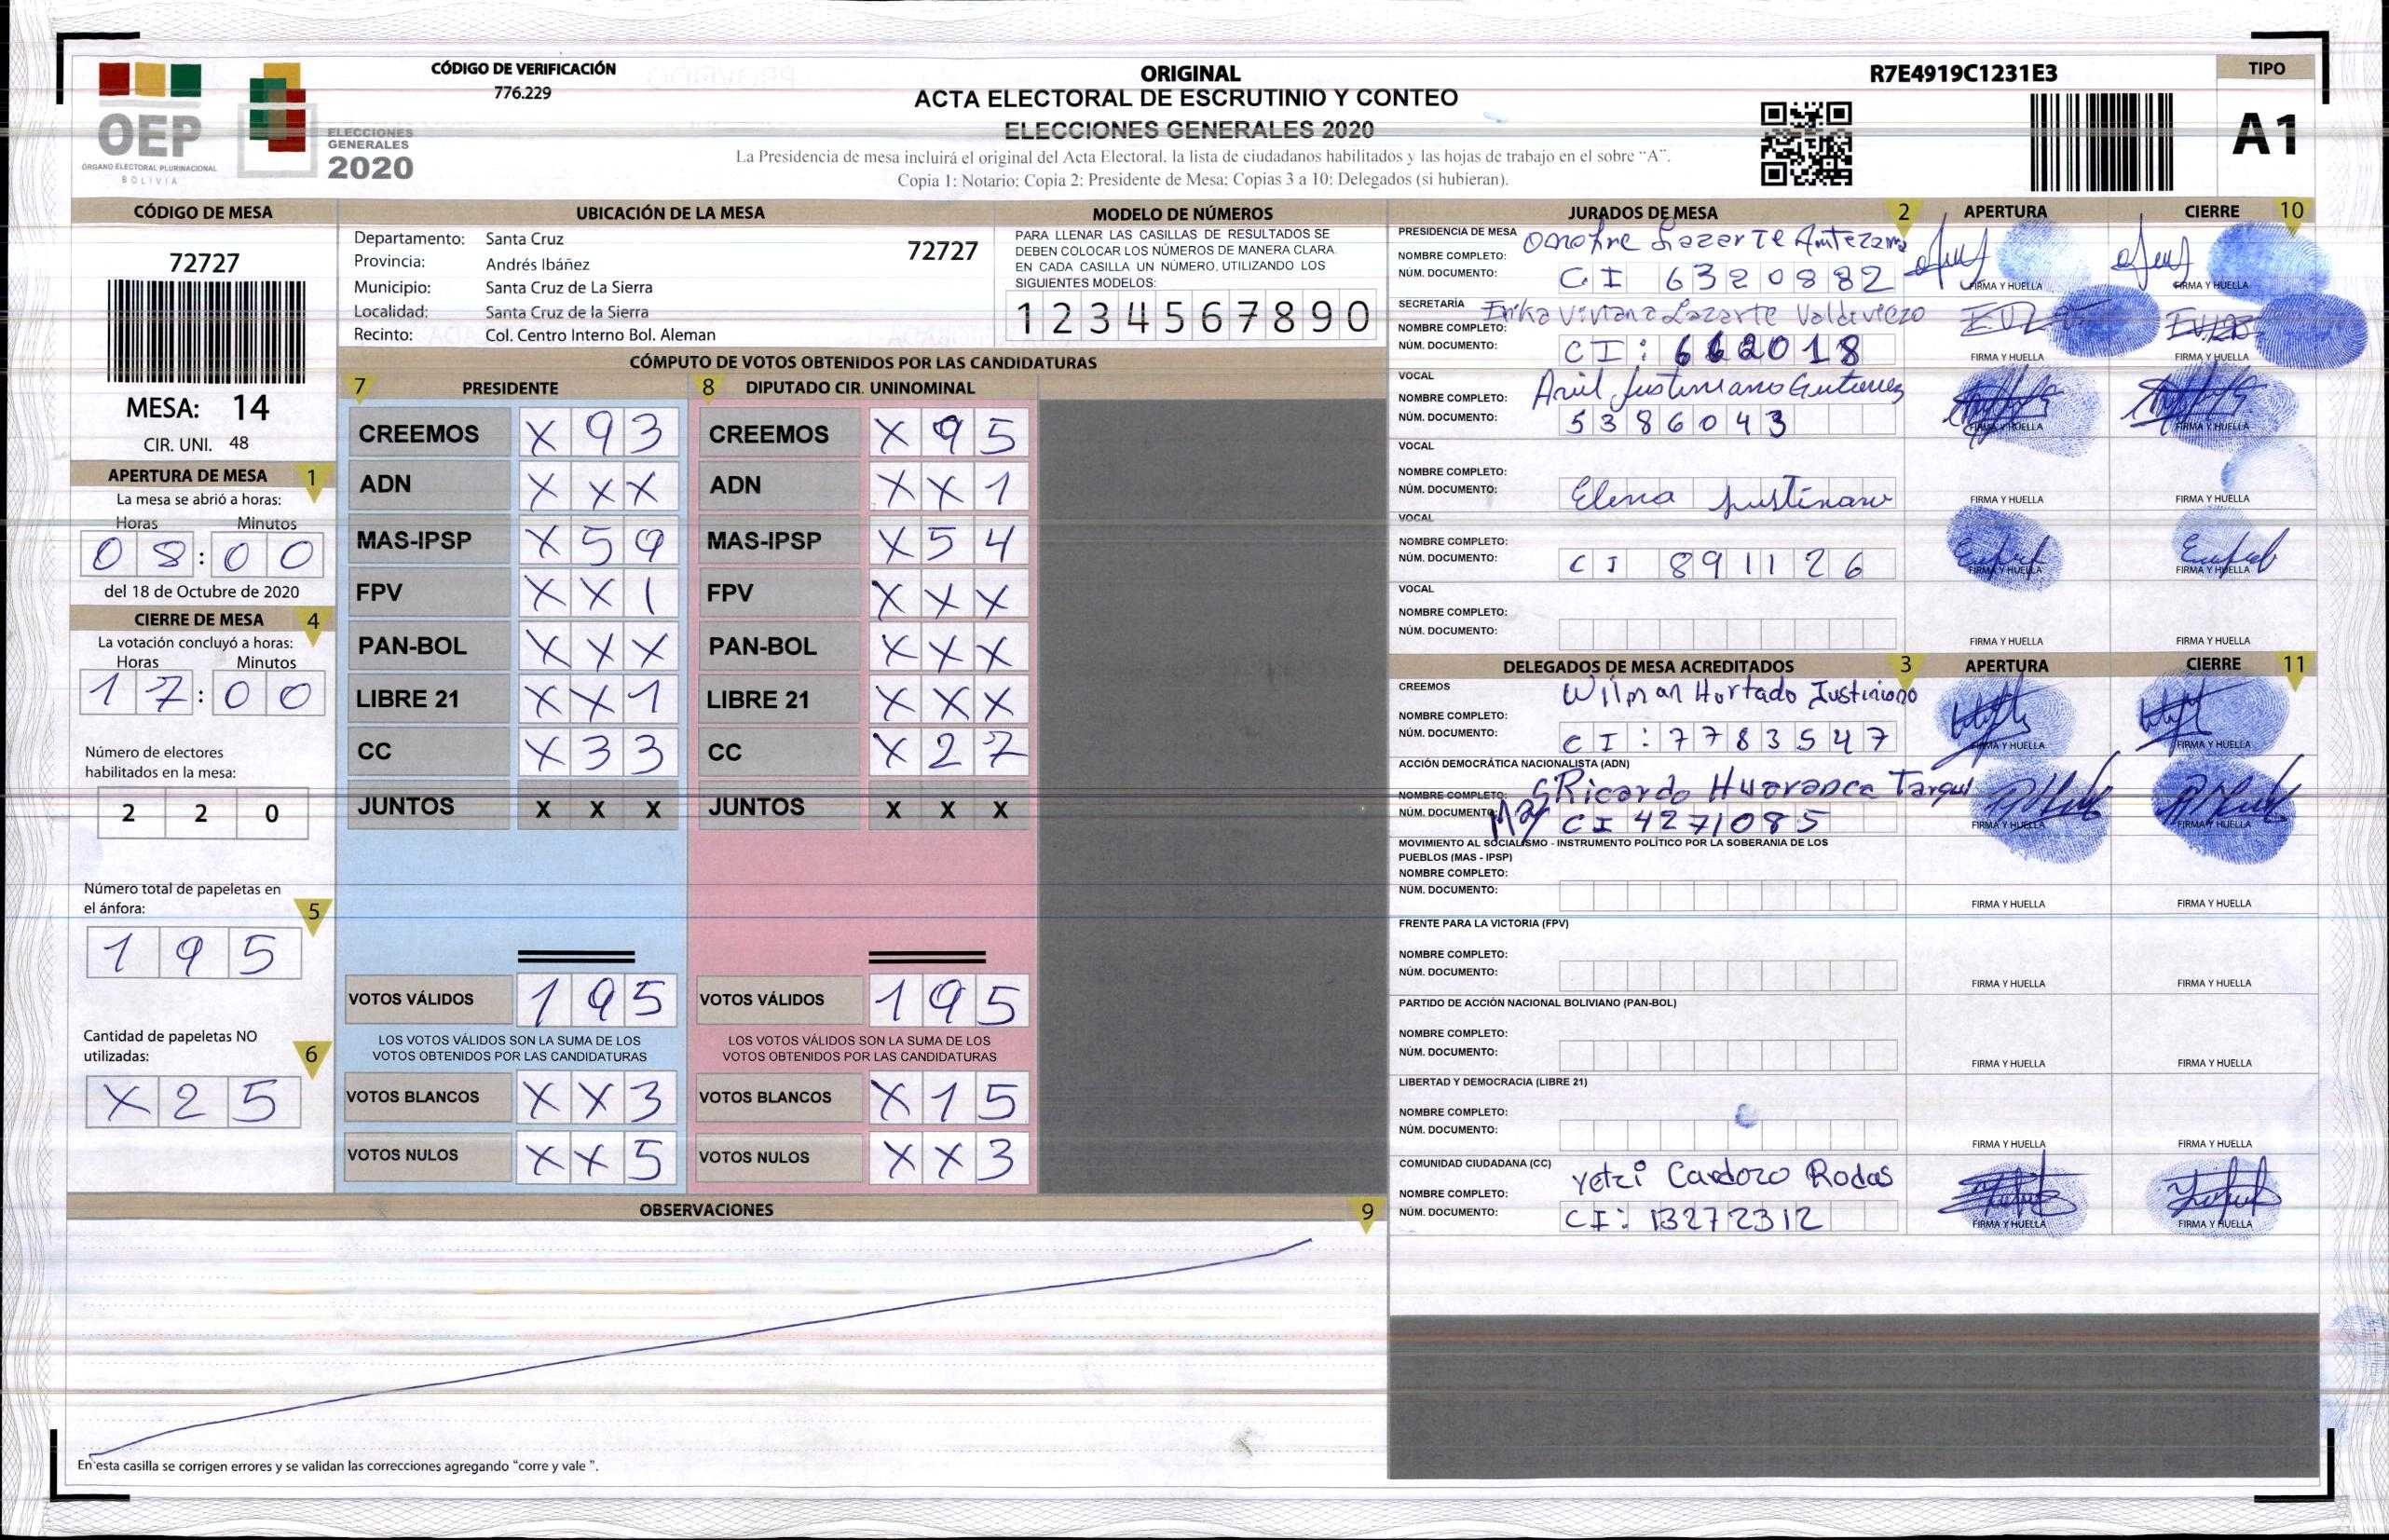 CÓDIGO DE VERIFICACIÓN
776.229
OEP
ÓRGANO ELECTORAL PLURINACIONAL
BOLIVIA
ELECCIONES
GENERALES
2020
ORIGINAL
ACTA ELECTORAL DE ESCRUTINIO Y CONTEO
ELECCIONES GENERALES 2020
La Presidencia de mesa incluirá el original del Acta Electoral, la lista de ciudadanos habilitados y las hojas de trabajo en el sobre “A”.
Copia 1: Notario; Copia 2: Presidente de Mesa; Copias 3 a 10: Delegados (si hubieran).
R7E4919C1231E3
TIPO
A1
CÓDIGO DE MESA
72727
MESA: 14
CIR. UNI. 48
APERTURA DE MESA 1
La mesa se abrió a horas:
Horas Minutos
08:00
del 18 de Octubre de 2020
CIERRE DE MESA 4
La votación concluyó a horas:
Horas Minutos
17:00
Número de electores
habilitados en la mesa:
2 2 0
Número total de papeletas en
el ánfora: 5
1 9 5
Cantidad de papeletas NO
utilizadas: 6
X 2 5
UBICACIÓN DE LA MESA
Departamento: Santa Cruz 72727
Provincia: Andrés Ibáñez
Municipio: Santa Cruz de La Sierra
Localidad: Santa Cruz de la Sierra
Recinto: Col. Centro Interno Bol. Aleman
MODELO DE NÚMEROS
PARA LLENAR LAS CASILLAS DE RESULTADOS SE
DEBEN COLOCAR LOS NÚMEROS DE MANERA CLARA.
EN CADA CASILLA UN NÚMERO, UTILIZANDO LOS
SIGUIENTES MODELOS:
1 2 3 4 5 6 7 8 9 0
CÓMPUTO DE VOTOS OBTENIDOS POR LAS CANDIDATURAS
7 PRESIDENTE 8 DIPUTADO CIR. UNINOMINAL
CREEMOS X 9 3 CREEMOS X 9 5
ADN X X X ADN X X 1
MAS-IPSP X 5 9 MAS-IPSP X 5 4
FPV X X 1 FPV X X X
PAN-BOL X X X PAN-BOL X X X
LIBRE 21 X X 1 LIBRE 21 X X X
CC X 3 3 CC X 2 7
JUNTOS X X X JUNTOS X X X
VOTOS VÁLIDOS 1 9 5 VOTOS VÁLIDOS 1 9 5
LOS VOTOS VÁLIDOS SON LA SUMA DE LOS LOS VOTOS VÁLIDOS SON LA SUMA DE LOS
VOTOS OBTENIDOS POR LAS CANDIDATURAS VOTOS OBTENIDOS POR LAS CANDIDATURAS
VOTOS BLANCOS X X 3 VOTOS BLANCOS X 1 5
VOTOS NULOS X X 5 VOTOS NULOS X X 3
OBSERVACIONES 9
En esta casilla se corrigen errores y se validan las correcciones agregando “corre y vale ”.
JURADOS DE MESA 2 APERTURA CIERRE 10
PRESIDENCIA DE MESA
NOMBRE COMPLETO: Onofre Lazarte Antezana
NÚM. DOCUMENTO: CI 6320882 FIRMA Y HUELLA FIRMA Y HUELLA
SECRETARÍA
NOMBRE COMPLETO: Erika Viviana Lazarte Valdiviezo
NÚM. DOCUMENTO: CI: 662018 FIRMA Y HUELLA FIRMA Y HUELLA
VOCAL
NOMBRE COMPLETO: Ariel Justiniano Gutierrez
NÚM. DOCUMENTO: 5386043 FIRMA Y HUELLA FIRMA Y HUELLA
VOCAL
NOMBRE COMPLETO:
NÚM. DOCUMENTO: Elena Justiniano FIRMA Y HUELLA FIRMA Y HUELLA
VOCAL
NOMBRE COMPLETO:
NÚM. DOCUMENTO: CI 891126 FIRMA Y HUELLA FIRMA Y HUELLA
VOCAL
NOMBRE COMPLETO:
NÚM. DOCUMENTO: FIRMA Y HUELLA FIRMA Y HUELLA
DELEGADOS DE MESA ACREDITADOS 3 APERTURA CIERRE 11
CREEMOS
NOMBRE COMPLETO: Wilman Hurtado Justiniano
NÚM. DOCUMENTO: CI: 7783547 FIRMA Y HUELLA FIRMA Y HUELLA
ACCIÓN DEMOCRÁTICA NACIONALISTA (ADN)
NOMBRE COMPLETO: Ricardo Huaranca Tarqui
NÚM. DOCUMENTO: CI 4271085 FIRMA Y HUELLA FIRMA Y HUELLA
MOVIMIENTO AL SOCIALISMO - INSTRUMENTO POLÍTICO POR LA SOBERANIA DE LOS
PUEBLOS (MAS - IPSP)
NOMBRE COMPLETO:
NÚM. DOCUMENTO: FIRMA Y HUELLA FIRMA Y HUELLA
FRENTE PARA LA VICTORIA (FPV)
NOMBRE COMPLETO:
NÚM. DOCUMENTO: FIRMA Y HUELLA FIRMA Y HUELLA
PARTIDO DE ACCIÓN NACIONAL BOLIVIANO (PAN-BOL)
NOMBRE COMPLETO:
NÚM. DOCUMENTO: FIRMA Y HUELLA FIRMA Y HUELLA
LIBERTAD Y DEMOCRACIA (LIBRE 21)
NOMBRE COMPLETO:
NÚM. DOCUMENTO: FIRMA Y HUELLA FIRMA Y HUELLA
COMUNIDAD CIUDADANA (CC)
NOMBRE COMPLETO: Yetzi Cardozo Rodas
NÚM. DOCUMENTO: CI: 13272312 FIRMA Y HUELLA FIRMA Y HUELLA